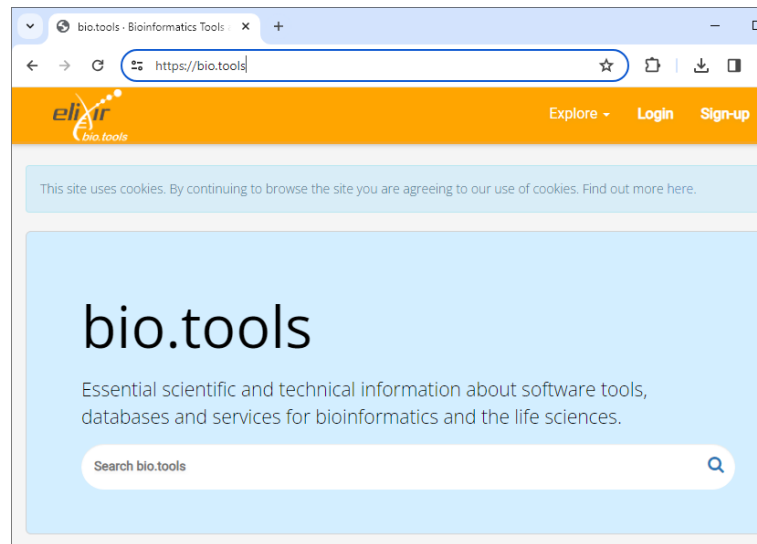 bio.tools · Bioinformatics Tools
https://bio.tools
elixir
bio.tools
Explore
Login
Sign-up
This site uses cookies. By continuing to browse the site you are agreeing to our use of cookies. Find out more here.
bio.tools
Essential scientific and technical information about software tools,
databases and services for bioinformatics and the life sciences.
Search bio.tools